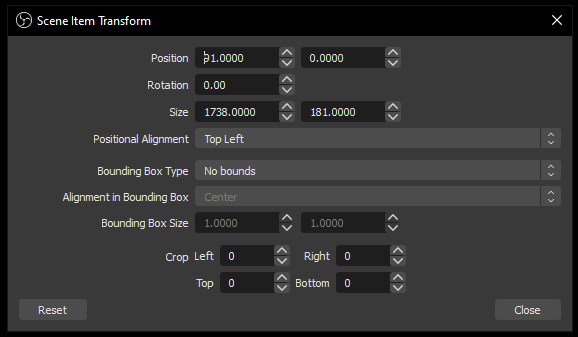 Scene Item Transform
Position 91.0000 0.0000
Rotation 0.00
Size 1738.0000 181.0000
Positional Alignment Top Left
Bounding Box Type No bounds
Alignment in Bounding Box Center
Bounding Box Size 1.0000 1.0000
Crop Left 0 Right 0
Top 0 Bottom 0
Reset Close